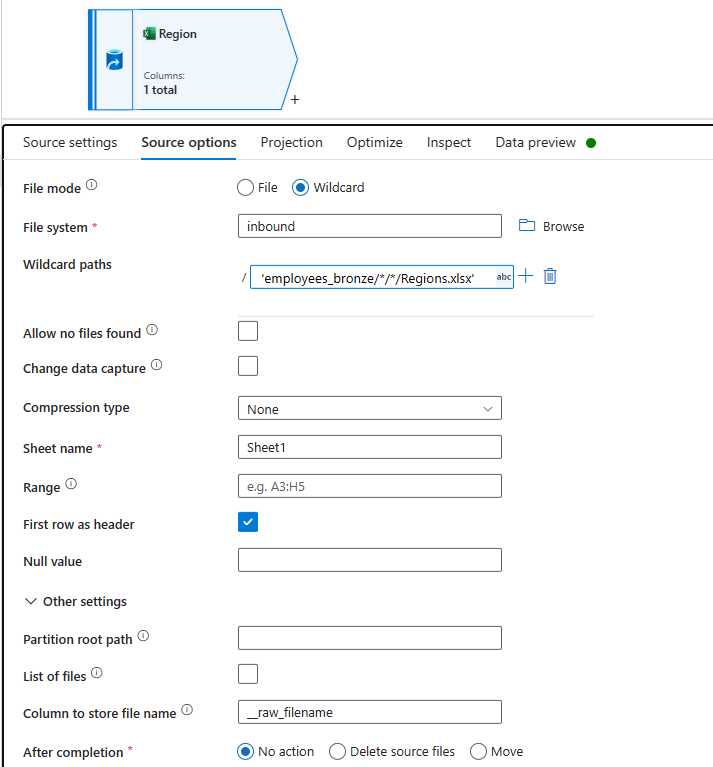 Region
Columns:
1 total
+
Source settings Source options Projection Optimize Inspect Data preview
File mode File Wildcard
File system * inbound Browse
Wildcard paths / 'employees_bronze/*/*/Regions.xlsx' abc
Allow no files found
Change data capture
Compression type None
Sheet name * Sheet1
Range e.g. A3:H5
First row as header
Null value
Other settings
Partition root path
List of files
Column to store file name __raw_filename
After completion * No action Delete source files Move